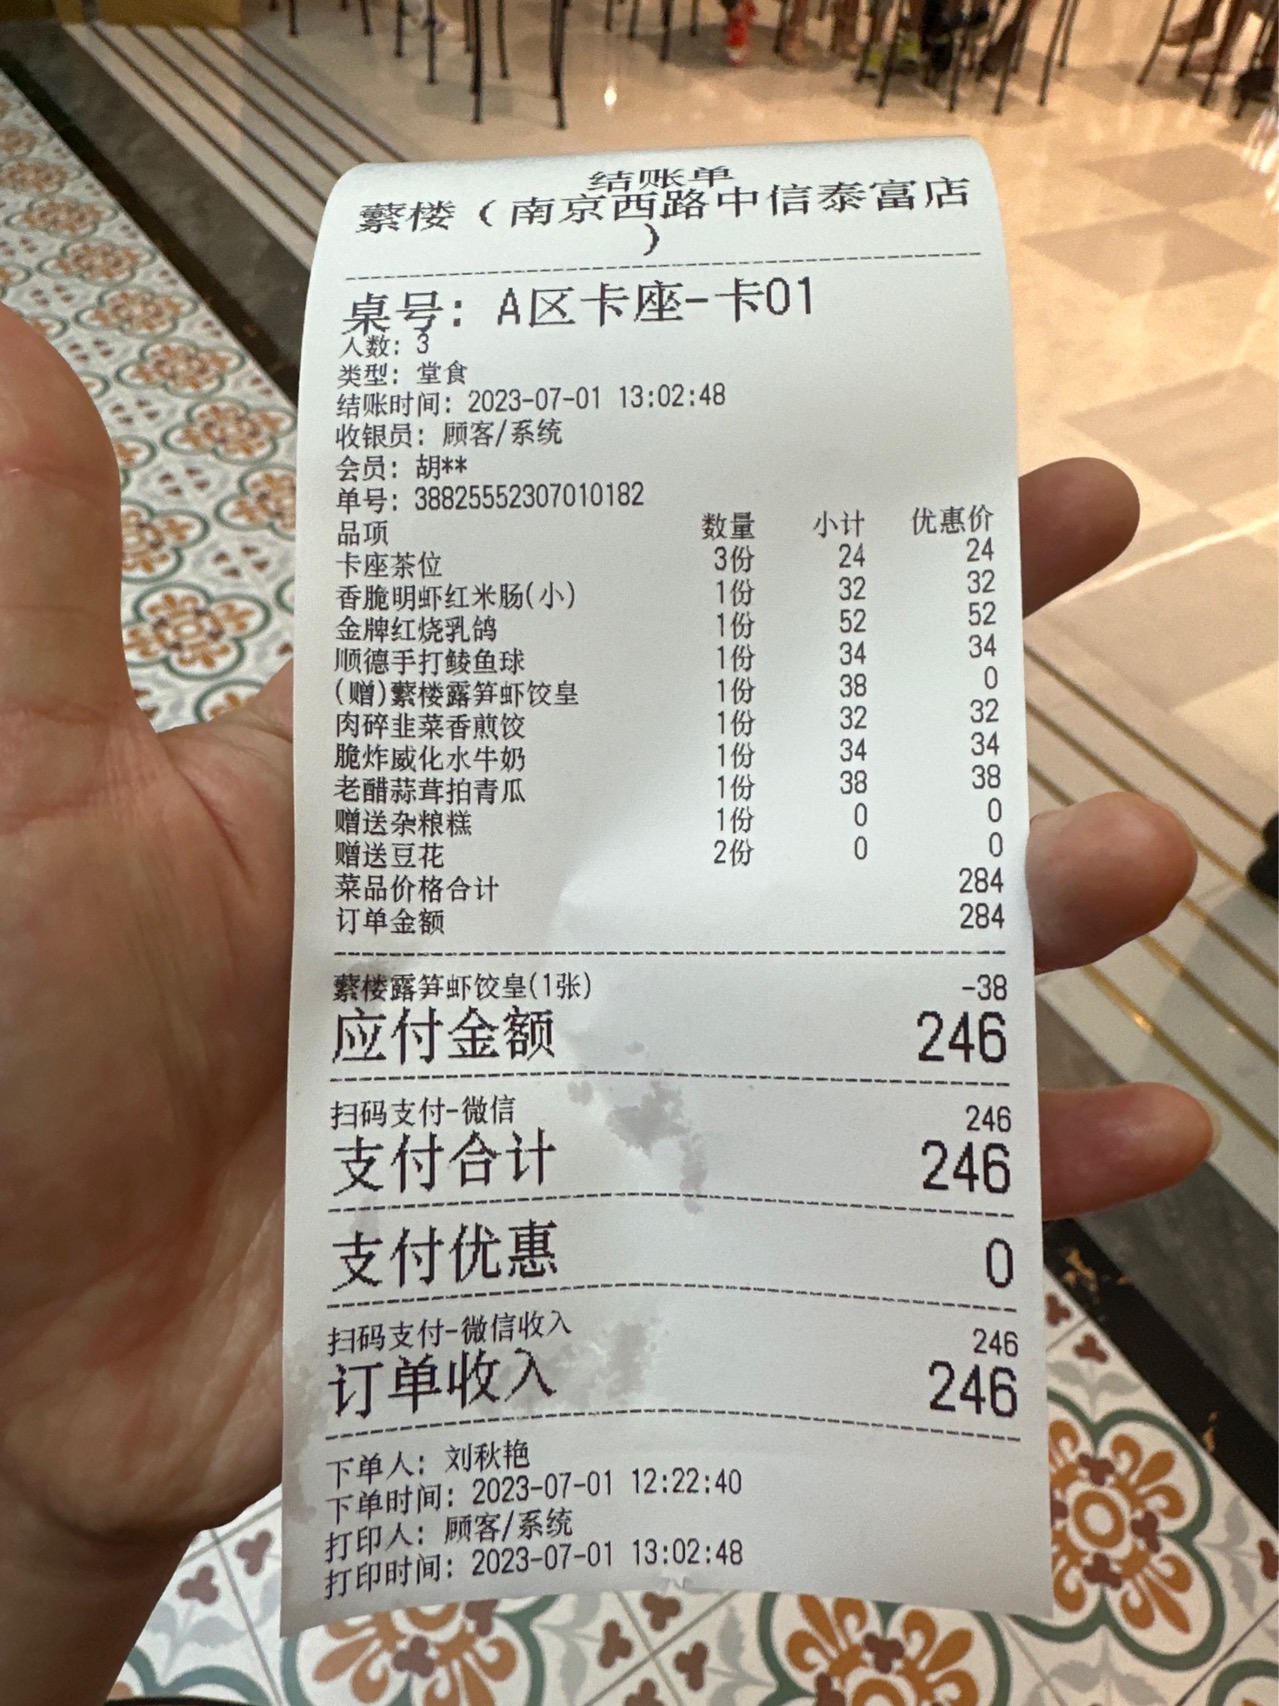 结账单
蘩楼（南京西路中信泰富店
）
桌号：A区卡座-卡01
人数：3
类型：堂食
结账时间：2023-07-01 13:02:48
收银员：顾客/系统
会员：胡**
单号：38825552307010182
品项 数量 小计 优惠价
卡座茶位 3份 24 24
香脆明虾红米肠(小) 1份 32 32
金牌红烧乳鸽 1份 52 52
顺德手打鲮鱼球 1份 34 34
(赠)蘩楼露笋虾饺皇 1份 38 0
肉碎韭菜香煎饺 1份 32 32
脆炸威化水牛奶 1份 34 34
老醋蒜茸拍青瓜 1份 38 38
赠送杂粮糕 1份 0 0
赠送豆花 2份 0 0
菜品价格合计 284
订单金额 284
蘩楼露笋虾饺皇(1张) -38
应付金额 246
扫码支付-微信 246
支付合计 246
支付优惠 0
扫码支付-微信收入 246
订单收入 246
下单人：刘秋艳
下单时间：2023-07-01 12:22:40
打印人：顾客/系统
打印时间：2023-07-01 13:02:48